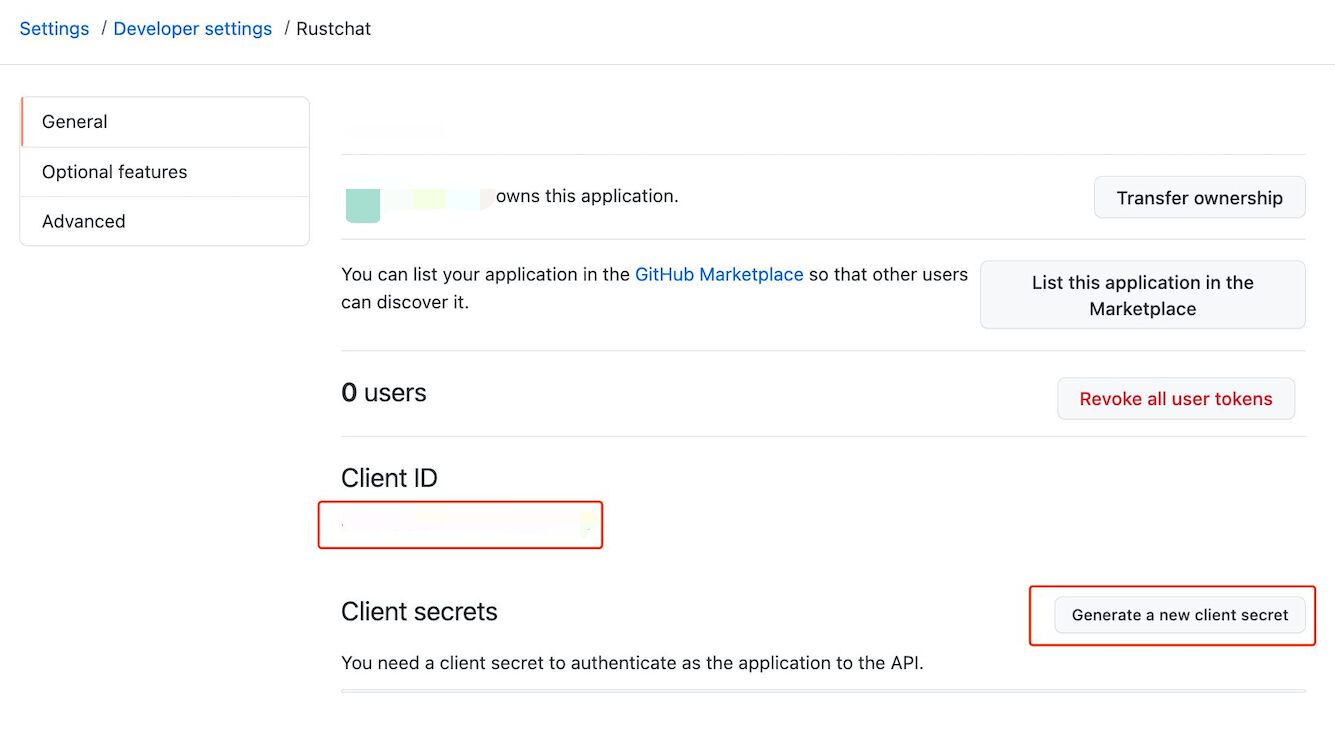 Settings / Developer settings / Rustchat
General
Optional features
Advanced
owns this application.
Transfer ownership
You can list your application in the GitHub Marketplace so that other users
can discover it.
List this application in the
Marketplace
0 users
Revoke all user tokens
Client ID
Client secrets
Generate a new client secret
You need a client secret to authenticate as the application to the API.